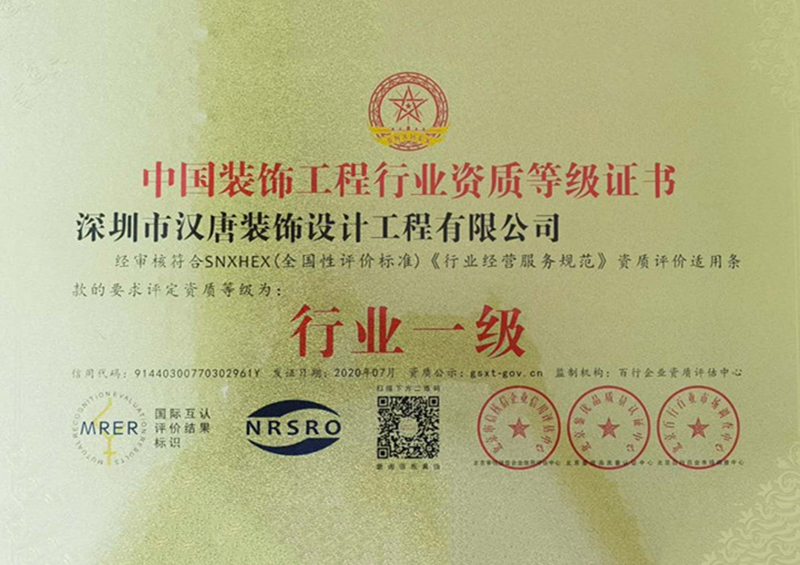 SNXHEX
中国装饰工程行业资质等级证书
深圳市汉唐装饰设计工程有限公司
经审核符合SNXHEX(全国性评价标准)《行业经营服务规范》资质评价适用条
款的要求评定资质等级为：
行业一级
信用代码：91440300770302961Y 发证日期：2020年07月 资质公示：gsxt-gov.cn 监制机构：百行企业资质评估中心
MUTUAL RECOGNITION EVALUATION RESULTS
MRER
国际互认
评价结果
标识
NRSRO
扫描下方二维码